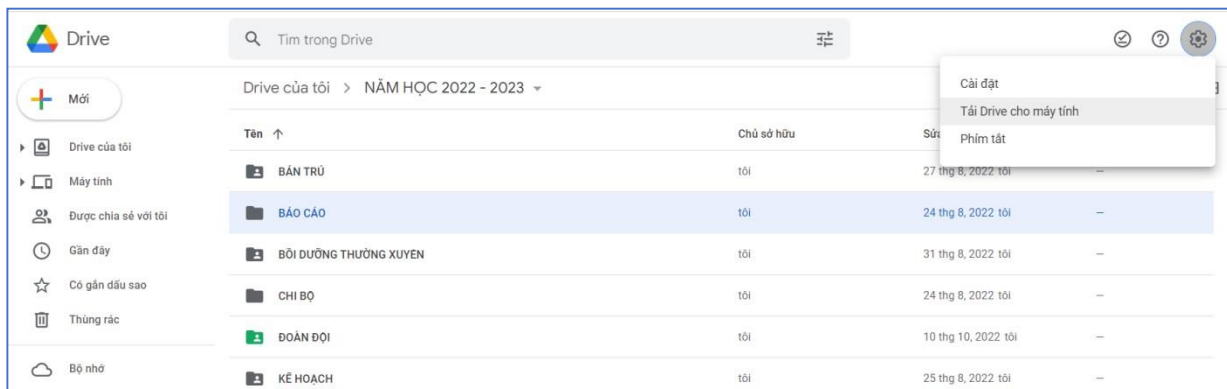 Drive
Tìm trong Drive
Mới
Drive của tôi
Máy tính
Được chia sẻ với tôi
Gần đây
Có gắn dấu sao
Thùng rác
Bộ nhớ
Drive của tôi > NĂM HỌC 2022 - 2023
Tên Chủ sở hữu
BÁN TRÚ tôi 27 thg 8, 2022 tôi —
BÁO CÁO tôi 24 thg 8, 2022 tôi —
BỒI DƯỠNG THƯỜNG XUYÊN tôi 31 thg 8, 2022 tôi —
CHI BỘ tôi 24 thg 8, 2022 tôi —
ĐOÀN ĐỘI tôi 10 thg 10, 2022 tôi —
KẾ HOẠCH tôi 25 thg 8, 2022 tôi —
Cài đặt
Tải Drive cho máy tính
Phím tắt